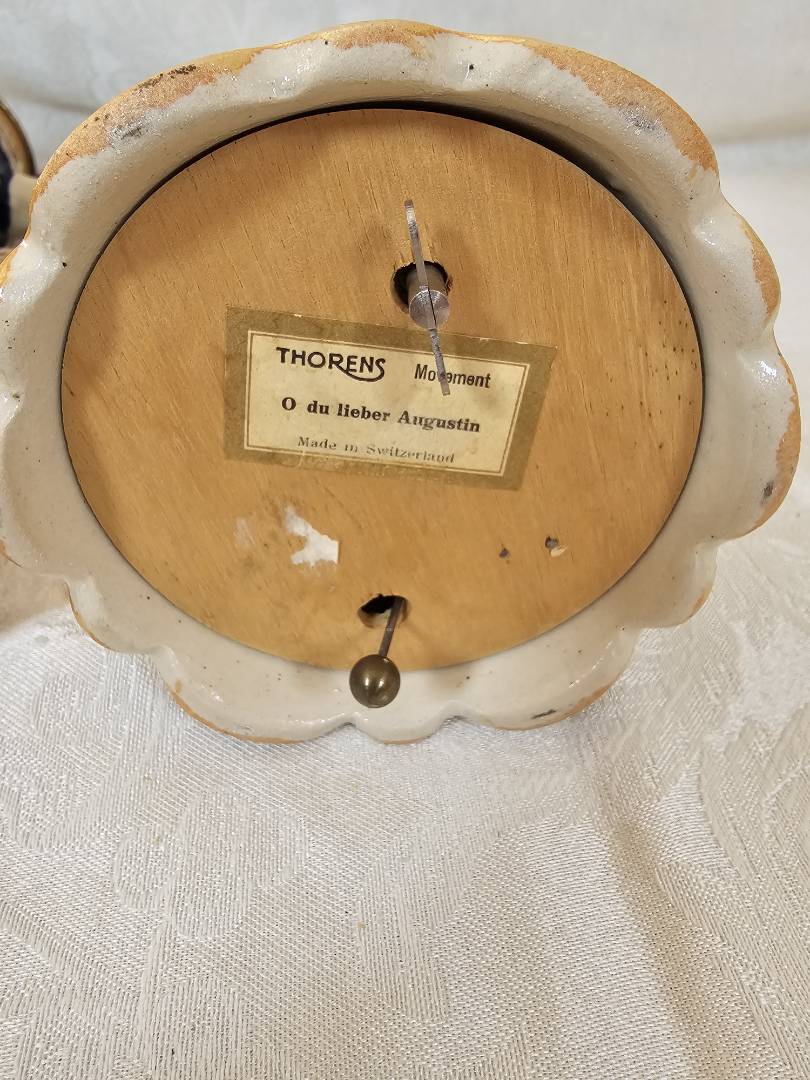 THORENS Movement
O du lieber Augustin
Made in Switzerland